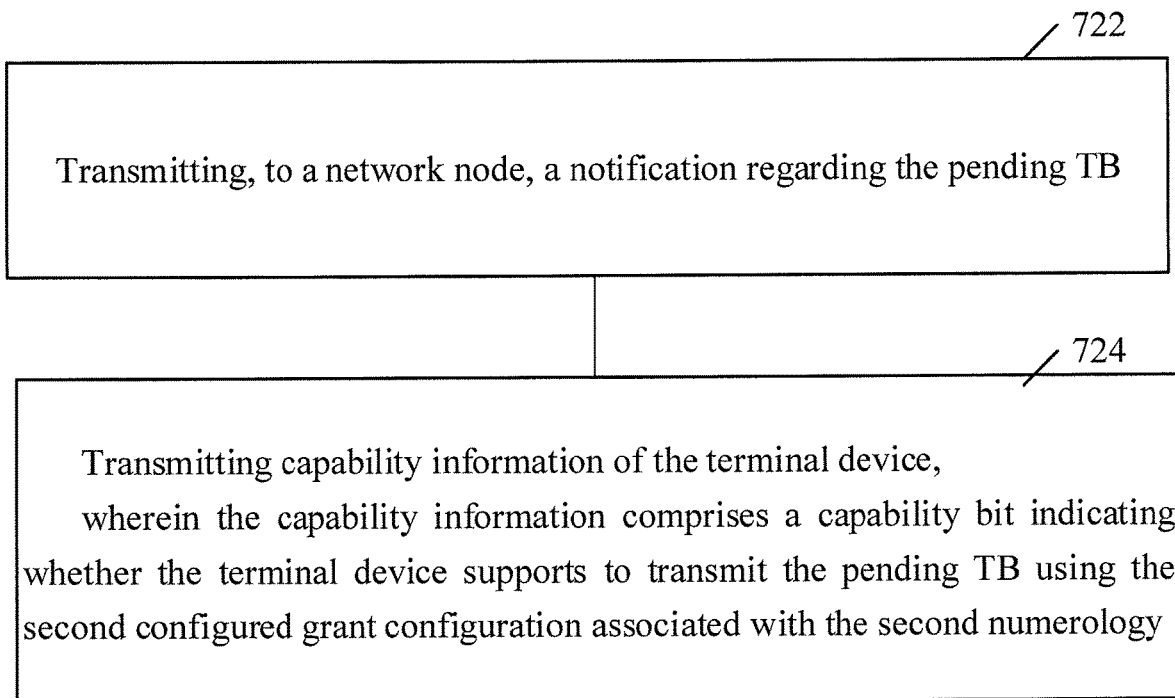 722
Transmitting, to a network node, a notification regarding the pending TB
724
Transmitting capability information of the terminal device,
wherein the capability information comprises a capability bit indicating
whether the terminal device supports to transmit the pending TB using the
second configured grant configuration associated with the second numerology